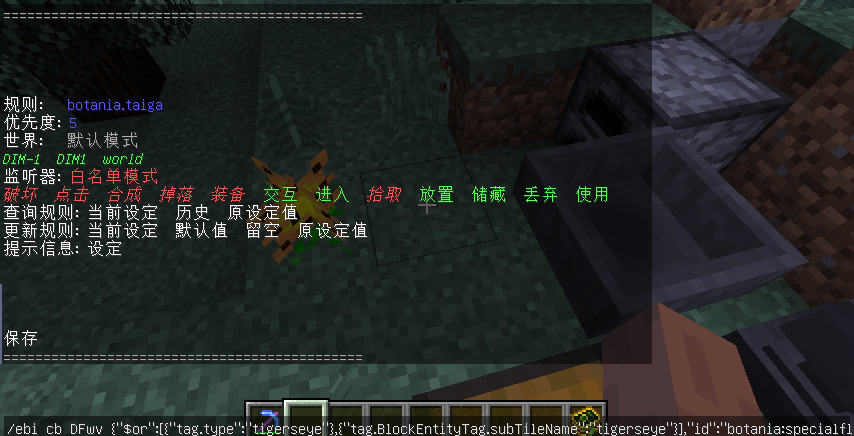 ==================================================
规则: botania.taiga
优先度: 5
世界: 默认模式
DIM-1 DIM1 world
监听器: 白名单模式
破坏 点击 合成 掉落 装备 交互 进入 拾取 放置 储藏 丢弃 使用
查询规则: 当前设定 历史 原设定值
更新规则: 当前设定 默认值 留空 原设定值
提示信息: 设定
保存
==================================================
/ebi cb DFwv {"$or":[{"tag.type":"tigerseye"},{"tag.BlockEntityTag.subTileName":"tigerseye"}],"id":"botania:specialfl